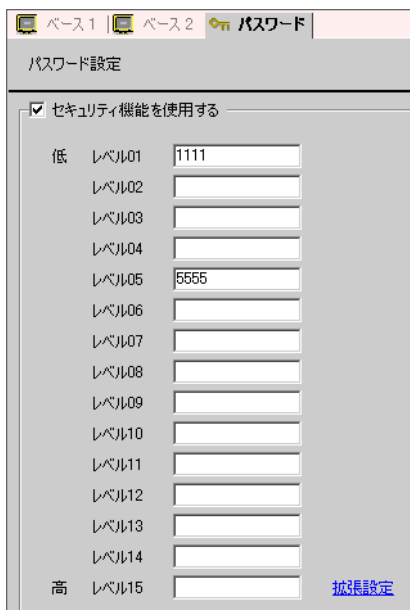 ベース1 ベース2 パスワード
パスワード設定
セキュリティ機能を使用する
低 レベル01 1111
レベル02
レベル03
レベル04
レベル05 5555
レベル06
レベル07
レベル08
レベル09
レベル10
レベル11
レベル12
レベル13
レベル14
高 レベル15 拡張設定